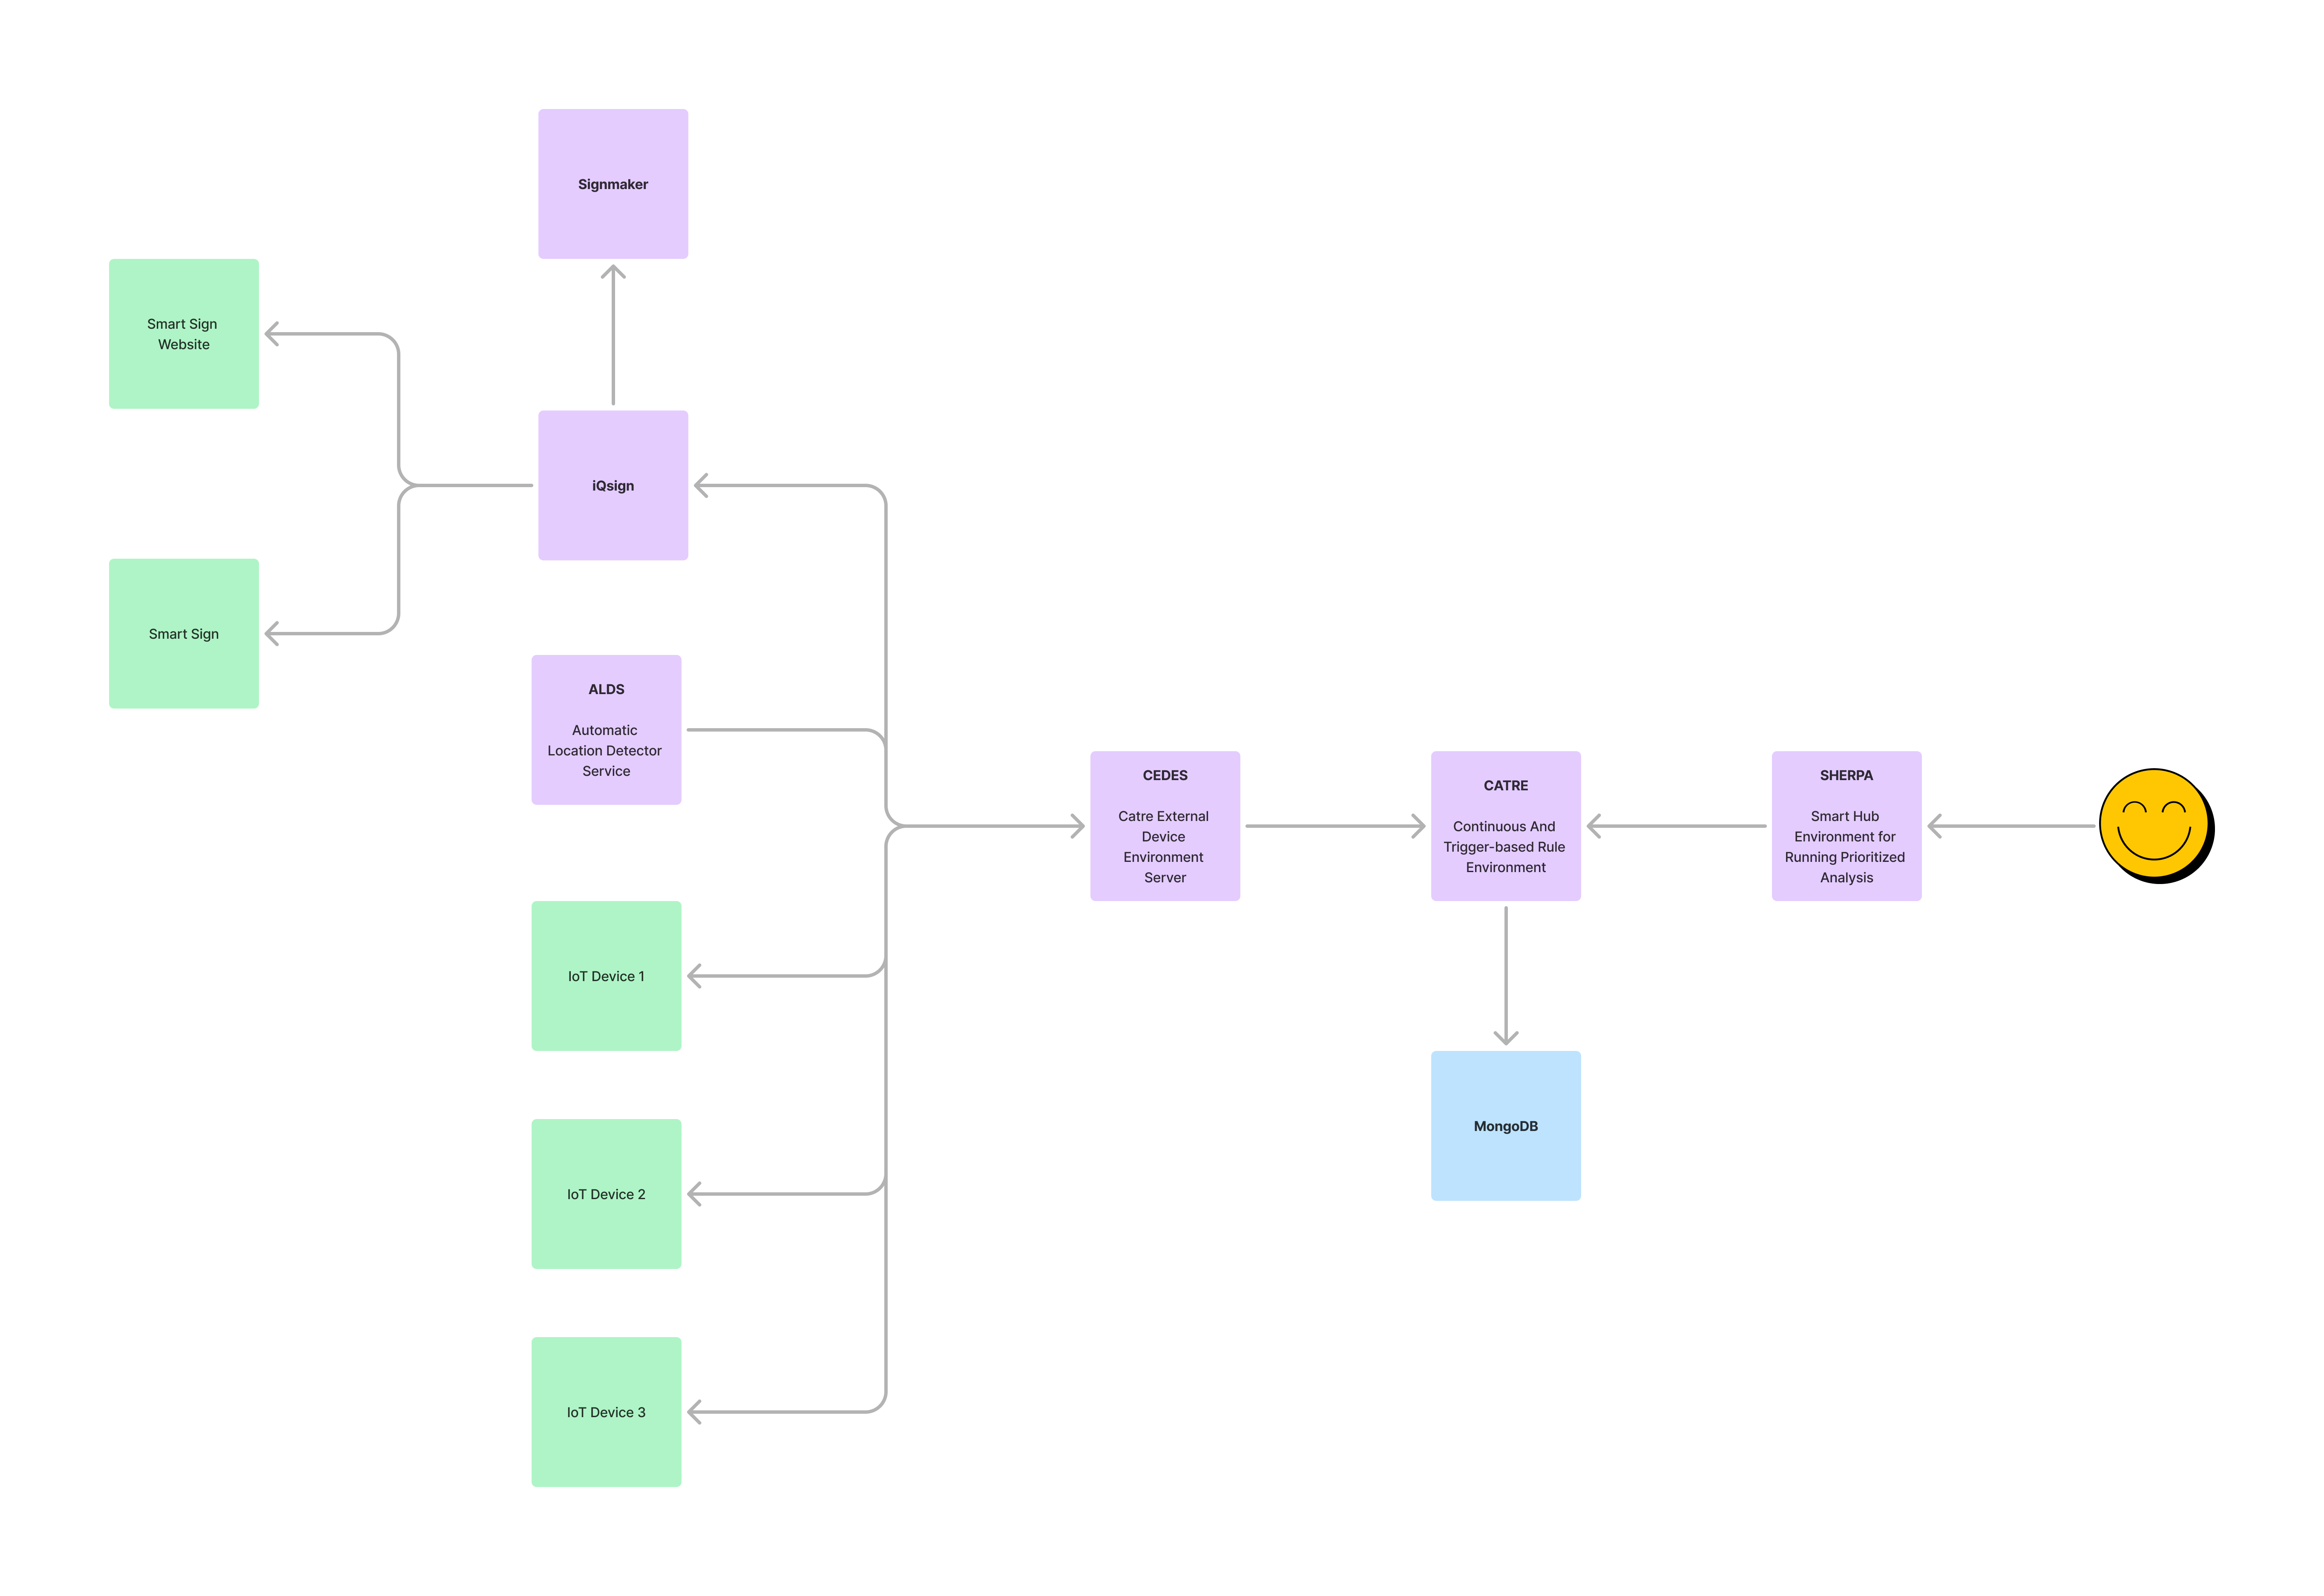 Signmaker
Smart Sign
Website
iQsign
Smart Sign
ALDS
Automatic
Location Detector
Service
CEDES
Catre External
Device
Environment
Server
CATRE
Continuous And
Trigger-based Rule
Environment
SHERPA
Smart Hub
Environment for
Running Prioritized
Analysis
IoT Device 1
MongoDB
IoT Device 2
IoT Device 3